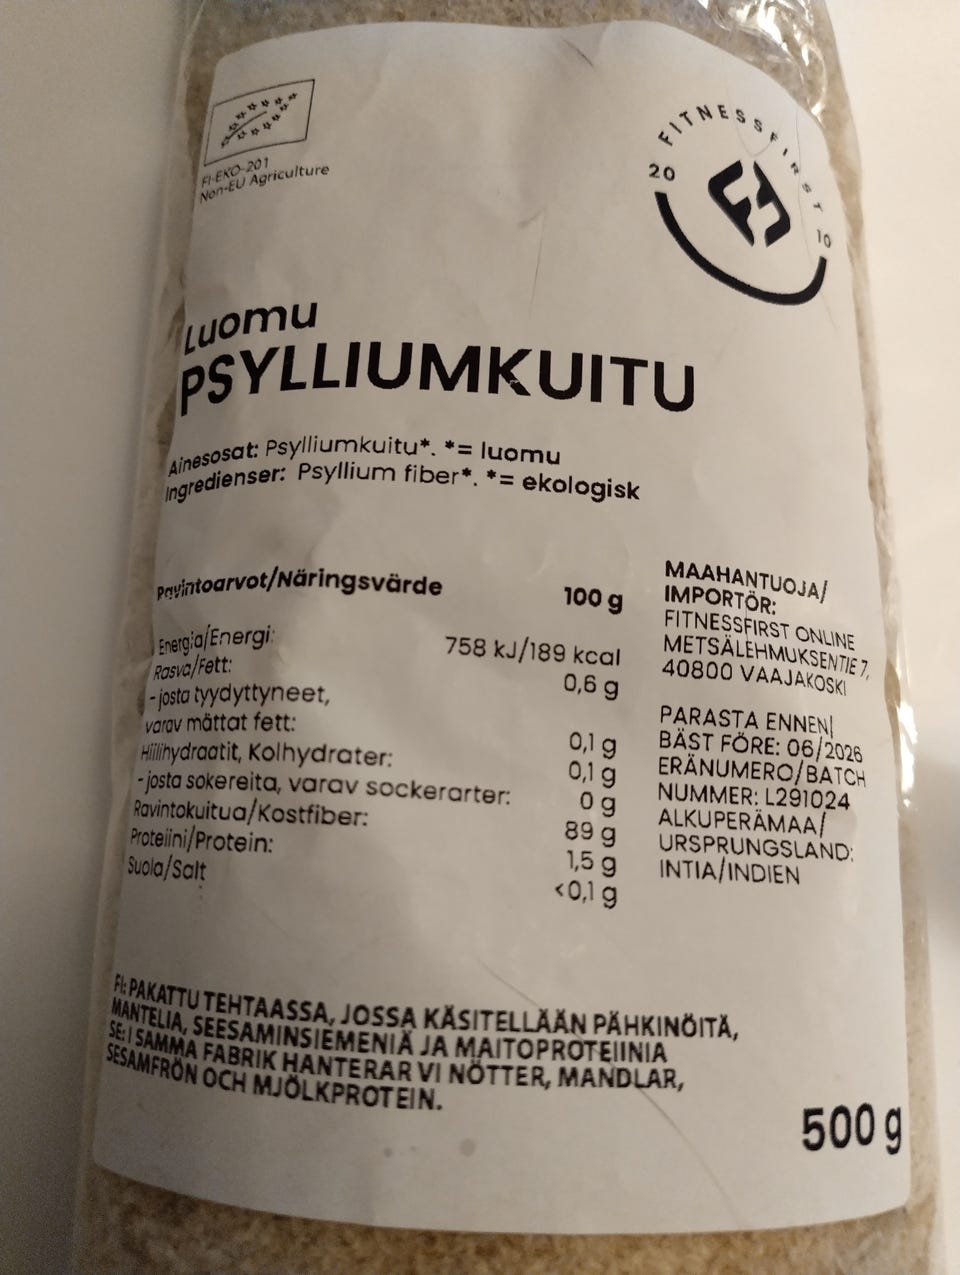 FI-EKO-201
Non-EU Agriculture
FITNESSFIRST
20 10
Luomu
PSYLLIUMKUITU
Ainesosat: Psylliumkuitu*. *= luomu
Ingredienser: Psyllium fiber*. *= ekologisk
Ravintoarvot/Näringsvärde 100 g
Energia/Energi: 758 kJ/189 kcal
Rasva/Fett: 0,6 g
- josta tyydyttyneet,
varav mättat fett: 0,1 g
Hiilihydraatit, Kolhydrater: 0,1 g
- josta sokereita, varav sockerarter: 0 g
Ravintokuitua/Kostfiber: 89 g
Proteiini/Protein: 1,5 g
Suola/Salt <0,1 g
MAAHANTUOJA/
IMPORTÖR:
FITNESSFIRST ONLINE
METSÄLEHMUKSENTIE 7,
40800 VAAJAKOSKI
PARASTA ENNEN/
BÄST FÖRE: 06/2026
ERÄNUMERO/BATCH
NUMMER: L291024
ALKUPERÄMAA/
URSPRUNGSLAND:
INTIA/INDIEN
FI: PAKATTU TEHTAASSA, JOSSA KÄSITELLÄÄN PÄHKINÖITÄ,
MANTELIA, SEESAMINSIEMENIÄ JA MAITOPROTEIINIA
SE: I SAMMA FABRIK HANTERAR VI NÖTTER, MANDLAR,
SESAMFRÖN OCH MJÖLKPROTEIN.
500 g